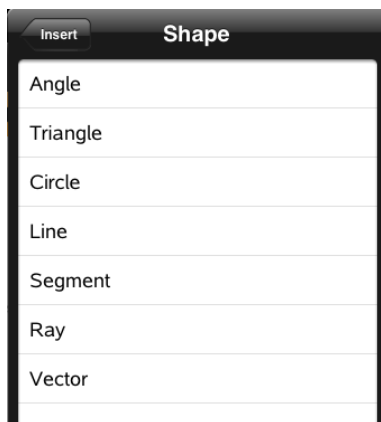 Insert
Shape
Angle
Triangle
Circle
Line
Segment
Ray
Vector